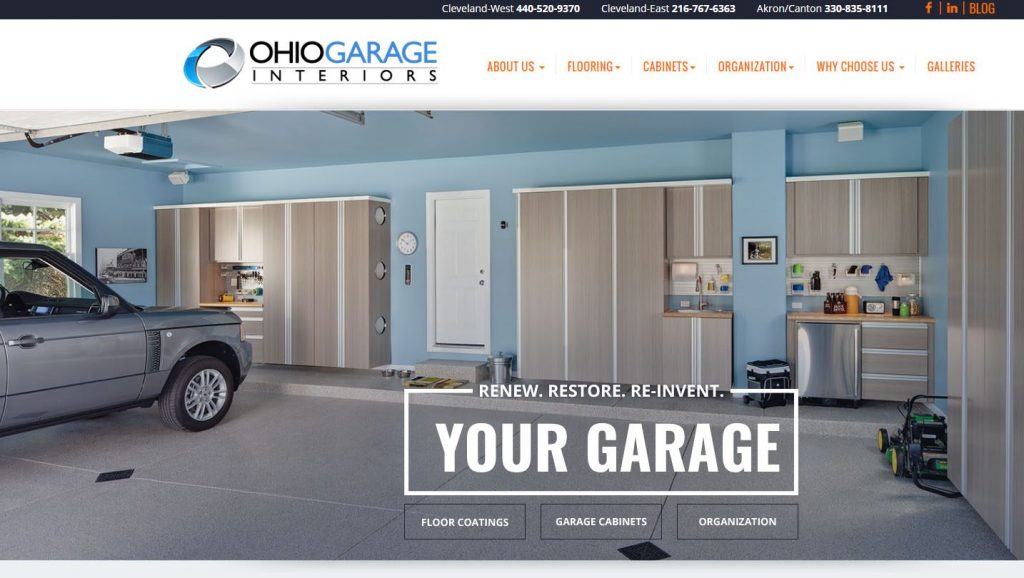 Cleveland-West 440-520-9370 Cleveland-East 216-767-6363 Akron/Canton 330-835-8111 f | in | BLOG
OHIOGARAGE
INTERIORS
ABOUT US FLOORING CABINETS ORGANIZATION WHY CHOOSE US GALLERIES
RENEW. RESTORE. RE-INVENT.
YOUR GARAGE
FLOOR COATINGS GARAGE CABINETS ORGANIZATION